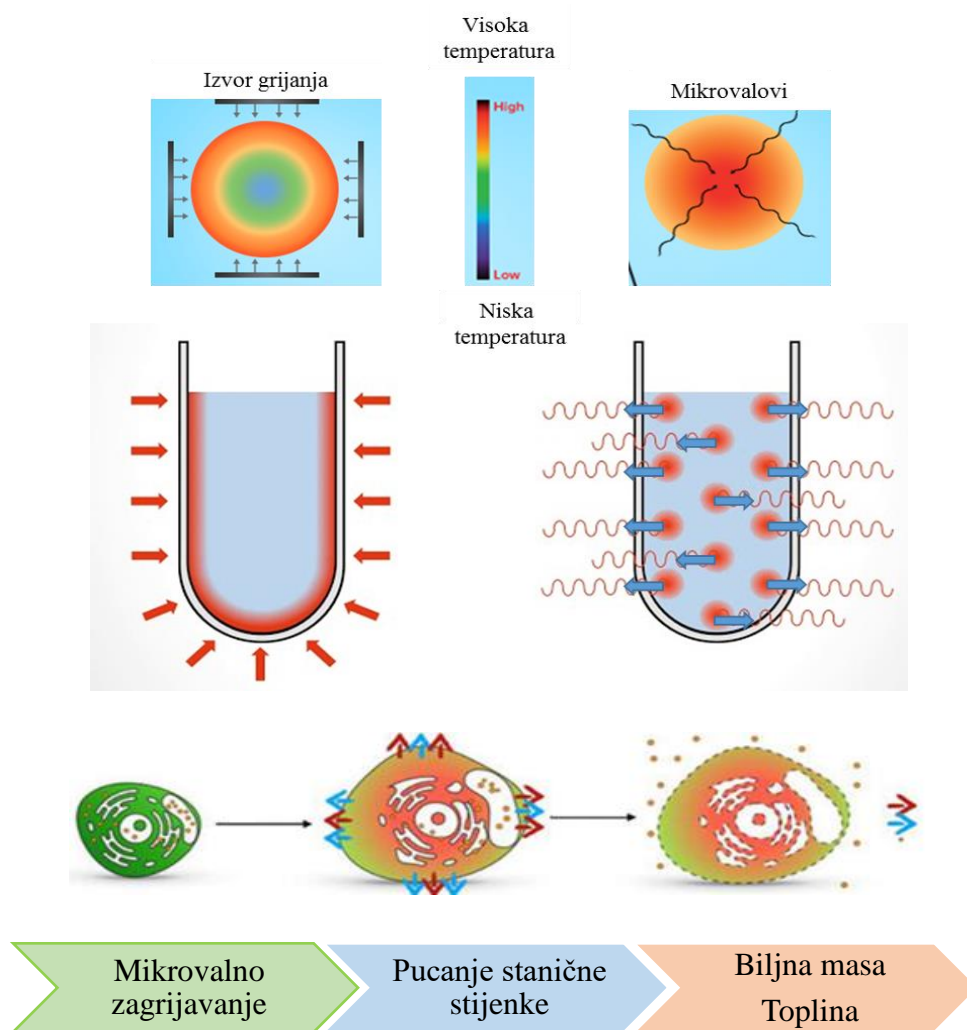 Visoka
temperatura
Izvor grijanja
Mikrovalovi
High
Low
Niska
temperatura
Mikrovalno
zagrijavanje
Pucanje stanične
stijenke
Biljna masa
Toplina